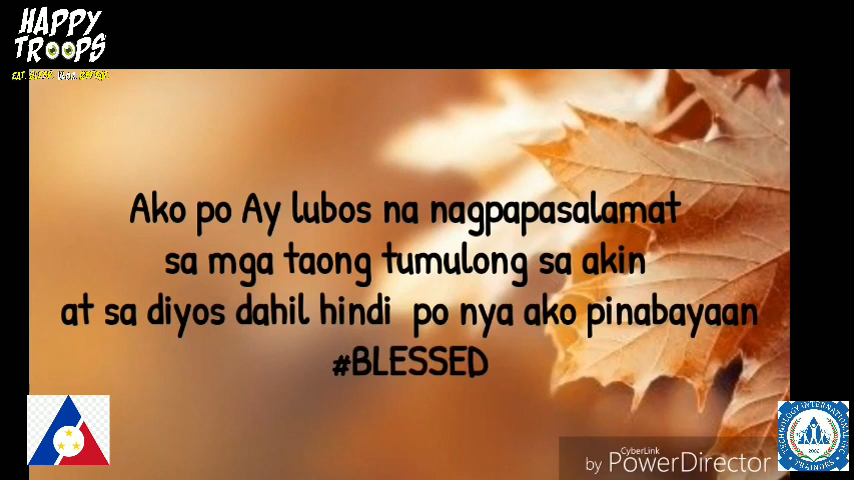 HAPPY
TROOPS
EAT.
Ako po Ay lubos na nagpapasalamat
sa mga taong tumulong sa akin
at sa diyos dahil hindi po nya ako pinabayaan
#BLESSED
CyberLink
by PowerDirector